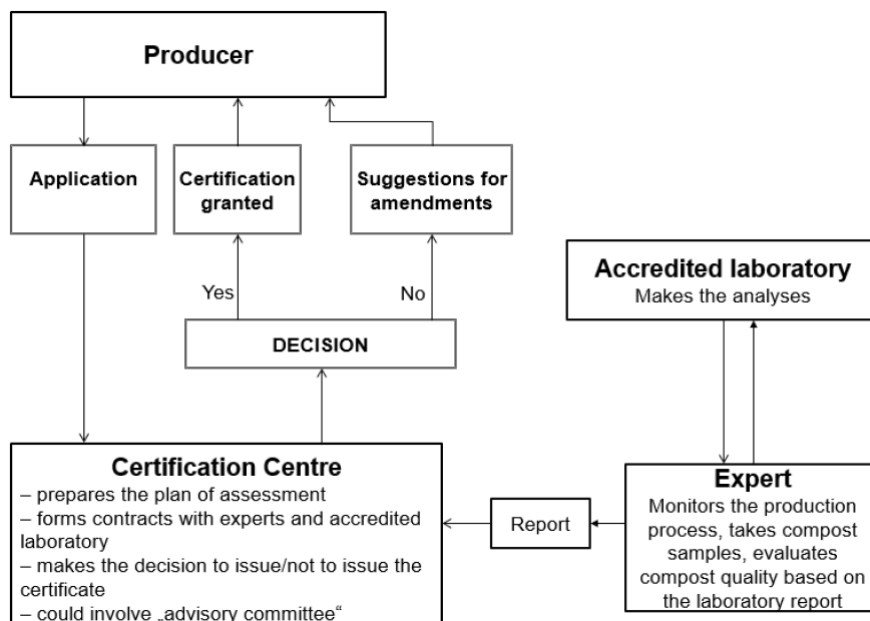 Producer
Application
Certification
granted
Suggestions for
amendments
Yes
No
DECISION
Accredited laboratory
Makes the analyses
Certification Centre
– prepares the plan of assessment
– forms contracts with experts and accredited
laboratory
– makes the decision to issue/not to issue the
certificate
– could involve „advisory committee“
Report
Expert
Monitors the production
process, takes compost
samples, evaluates
compost quality based on
the laboratory report